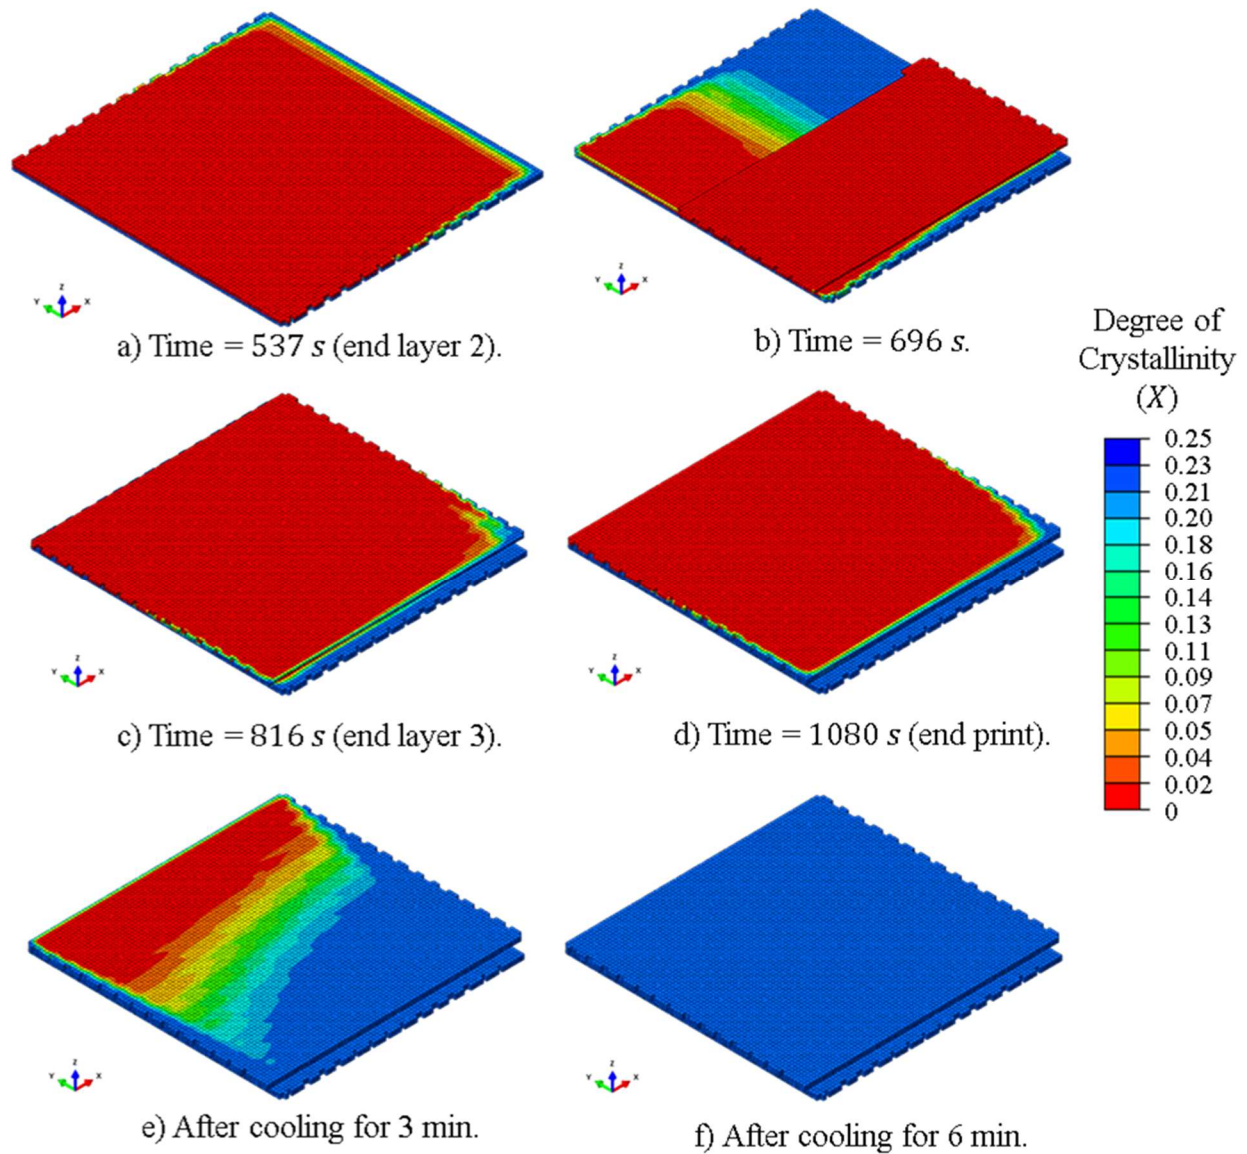 Z
Y
X
a) Time = 537 s (end layer 2).
Z
Y
X
b) Time = 696 s.
Degree of
Crystallinity
(X)
0.25
0.23
0.21
0.20
0.18
0.16
0.14
0.13
0.11
0.09
0.07
0.05
0.04
0.02
0
Z
Y
X
c) Time = 816 s (end layer 3).
Z
Y
X
d) Time = 1080 s (end print).
Z
Y
X
e) After cooling for 3 min.
Z
Y
X
f) After cooling for 6 min.